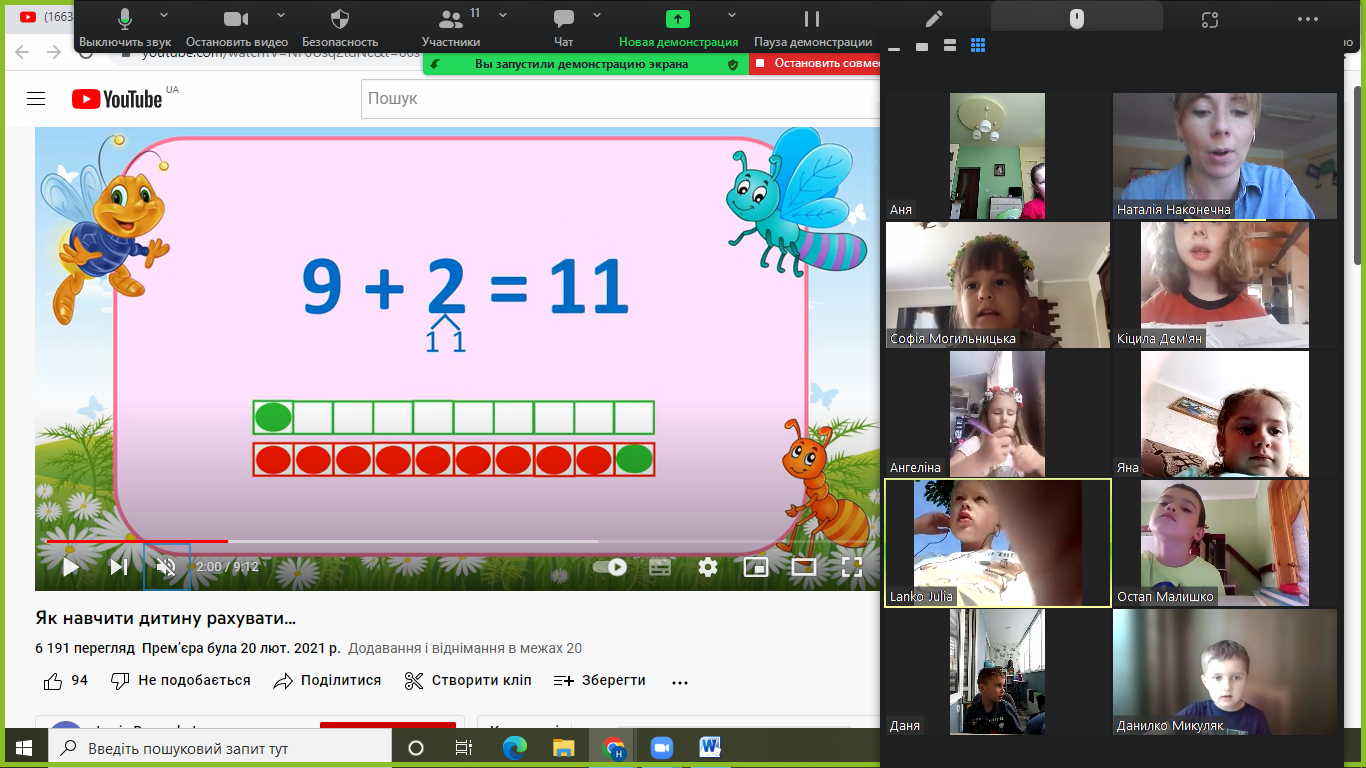 (1663
Выключить звук
Остановить видео
Безопасность
Участники
11
Чат
Новая демонстрация
Пауза демонстрации
Вы запустили демонстрацию экрана
Остановить совме
YouTube UA
Пошук
9 + 2 = 11
1 1
2:00 / 9:12
Як навчити дитину рахувати...
6 191 перегляд Прем’єра була 20 лют. 2021 р. Додавання і віднімання в межах 20
94
Не подобається
Поділитися
Створити кліп
Зберегти
Аня
Наталія Наконечна
Софія Могильницька
Кіцила Дем'ян
Ангеліна
Яна
Lanko Julia
Остап Малишко
Даня
Данилко Микуляк
Введіть пошуковий запит тут